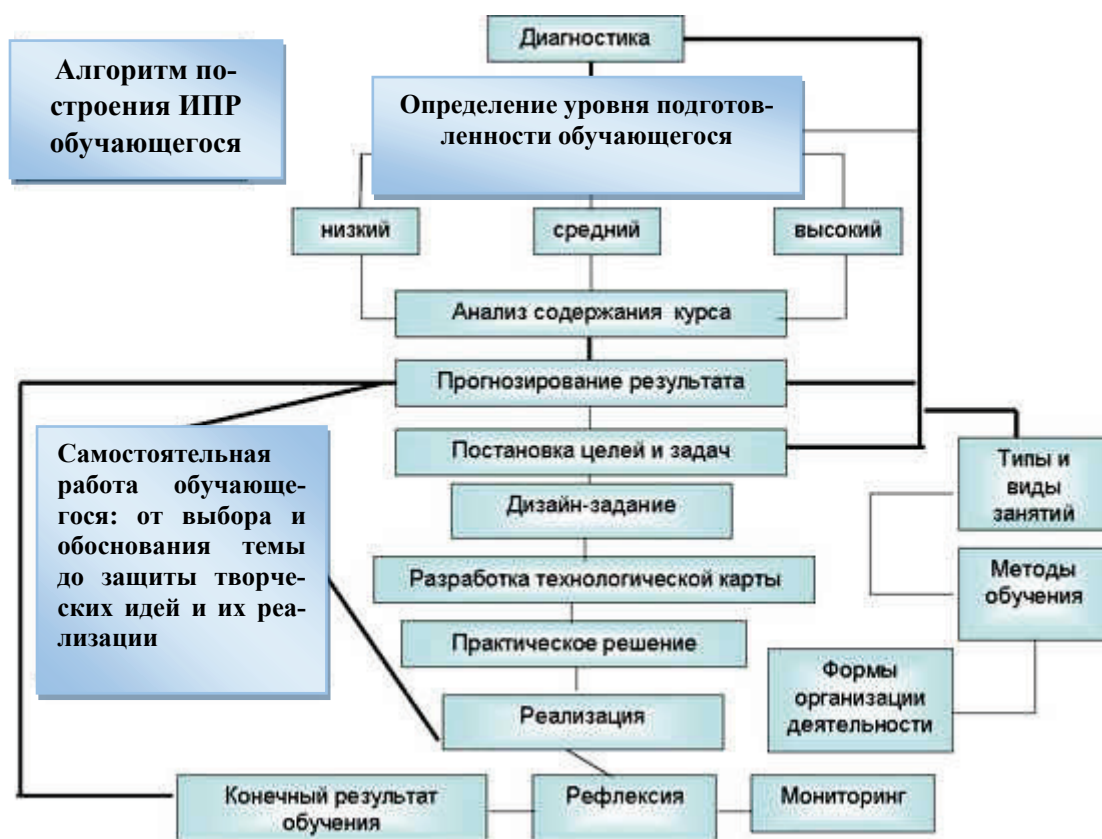 Диагностика
Алгоритм по-
строения ИПР
обучающегося
Определение уровня подготов-
ленности обучающегося
низкий
средний
высокий
Анализ содержания курса
Прогнозирование результата
Постановка целей и задач
Самостоятельная
работа обучающе-
гося: от выбора и
обоснования темы
до защиты творче-
ских идей и их реа-
лизации
Типы и
виды
занятий
Дизайн-задание
Разработка технологической карты
Методы
обучения
Практическое решение
Формы
организации
деятельности
Реализация
Конечный результат
обучения
Рефлексия
Мониторинг